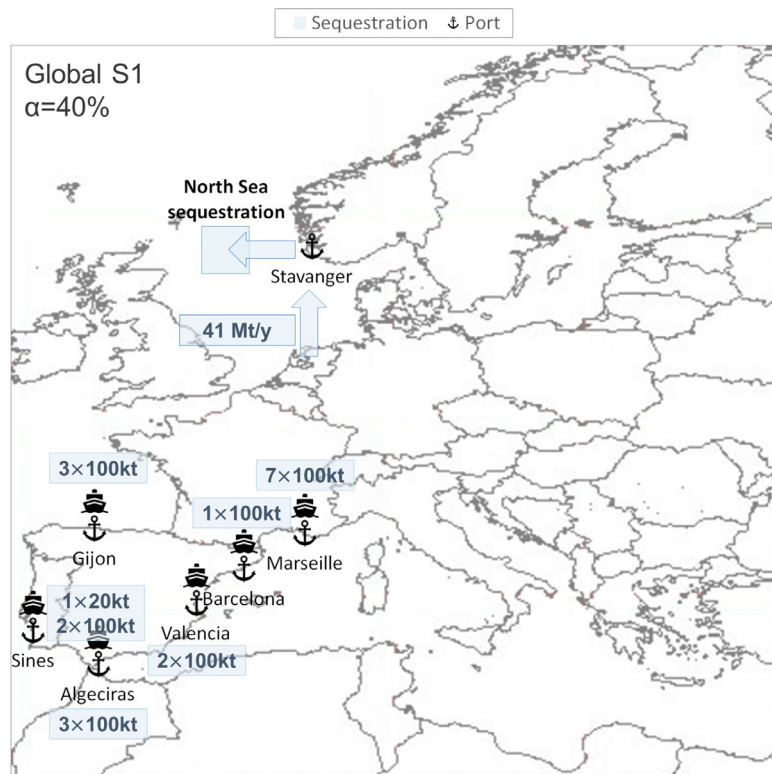 Sequestration Port
Global S1
α=40%
North Sea
sequestration
Stavanger
41 Mt/y
3×100kt
7×100kt
1×100kt
Gijon
Marseille
Barcelona
1×20kt
2×100kt
Valencia
Sines
2×100kt
Algeciras
3×100kt